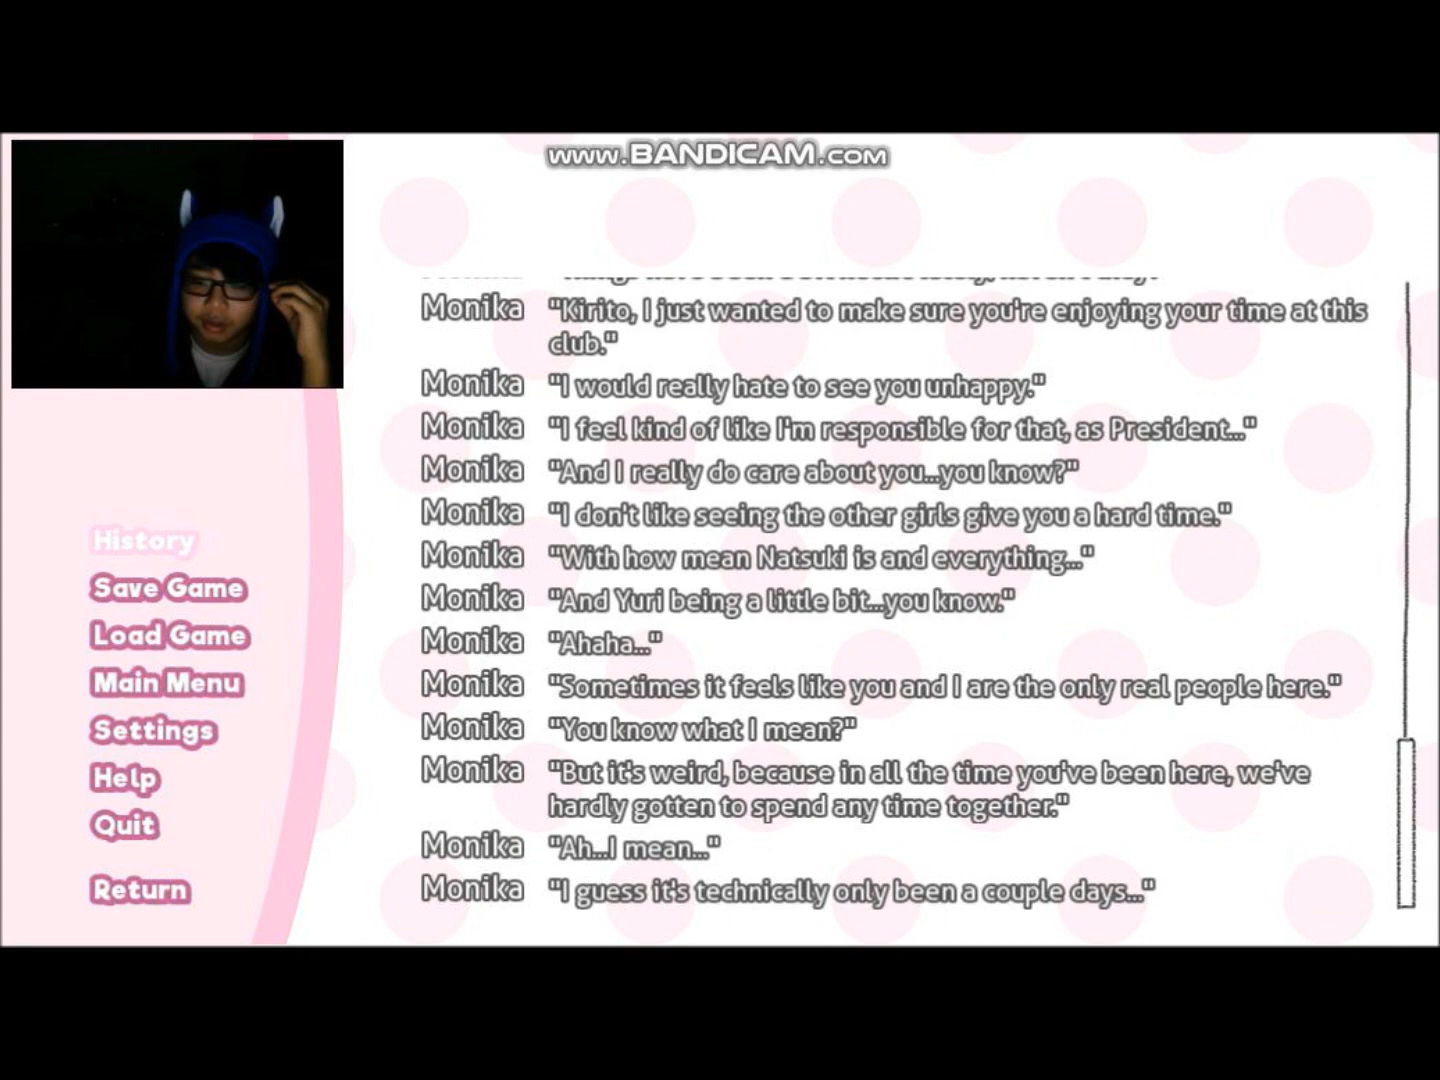 www.BANDICAM.com
Monika "Kirito, I just wanted to make sure you're enjoying your time at this
club."
Monika "I would really hate to see you unhappy."
Monika "I feel kind of like I'm responsible for that, as President..."
Monika "And I really do care about you...you know?"
Monika "I don't like seeing the other girls give you a hard time."
Monika "With how mean Natsuki is and everything..."
Monika "And Yuri being a little bit...you know."
Monika "Ahaha..."
Monika "Sometimes it feels like you and I are the only real people here."
Monika "You know what I mean?"
Monika "But it's weird, because in all the time you've been here, we've
hardly gotten to spend any time together."
Monika "Ah...I mean..."
Monika "I guess it's technically only been a couple days..."
History
Save Game
Load Game
Main Menu
Settings
Help
Quit
Return